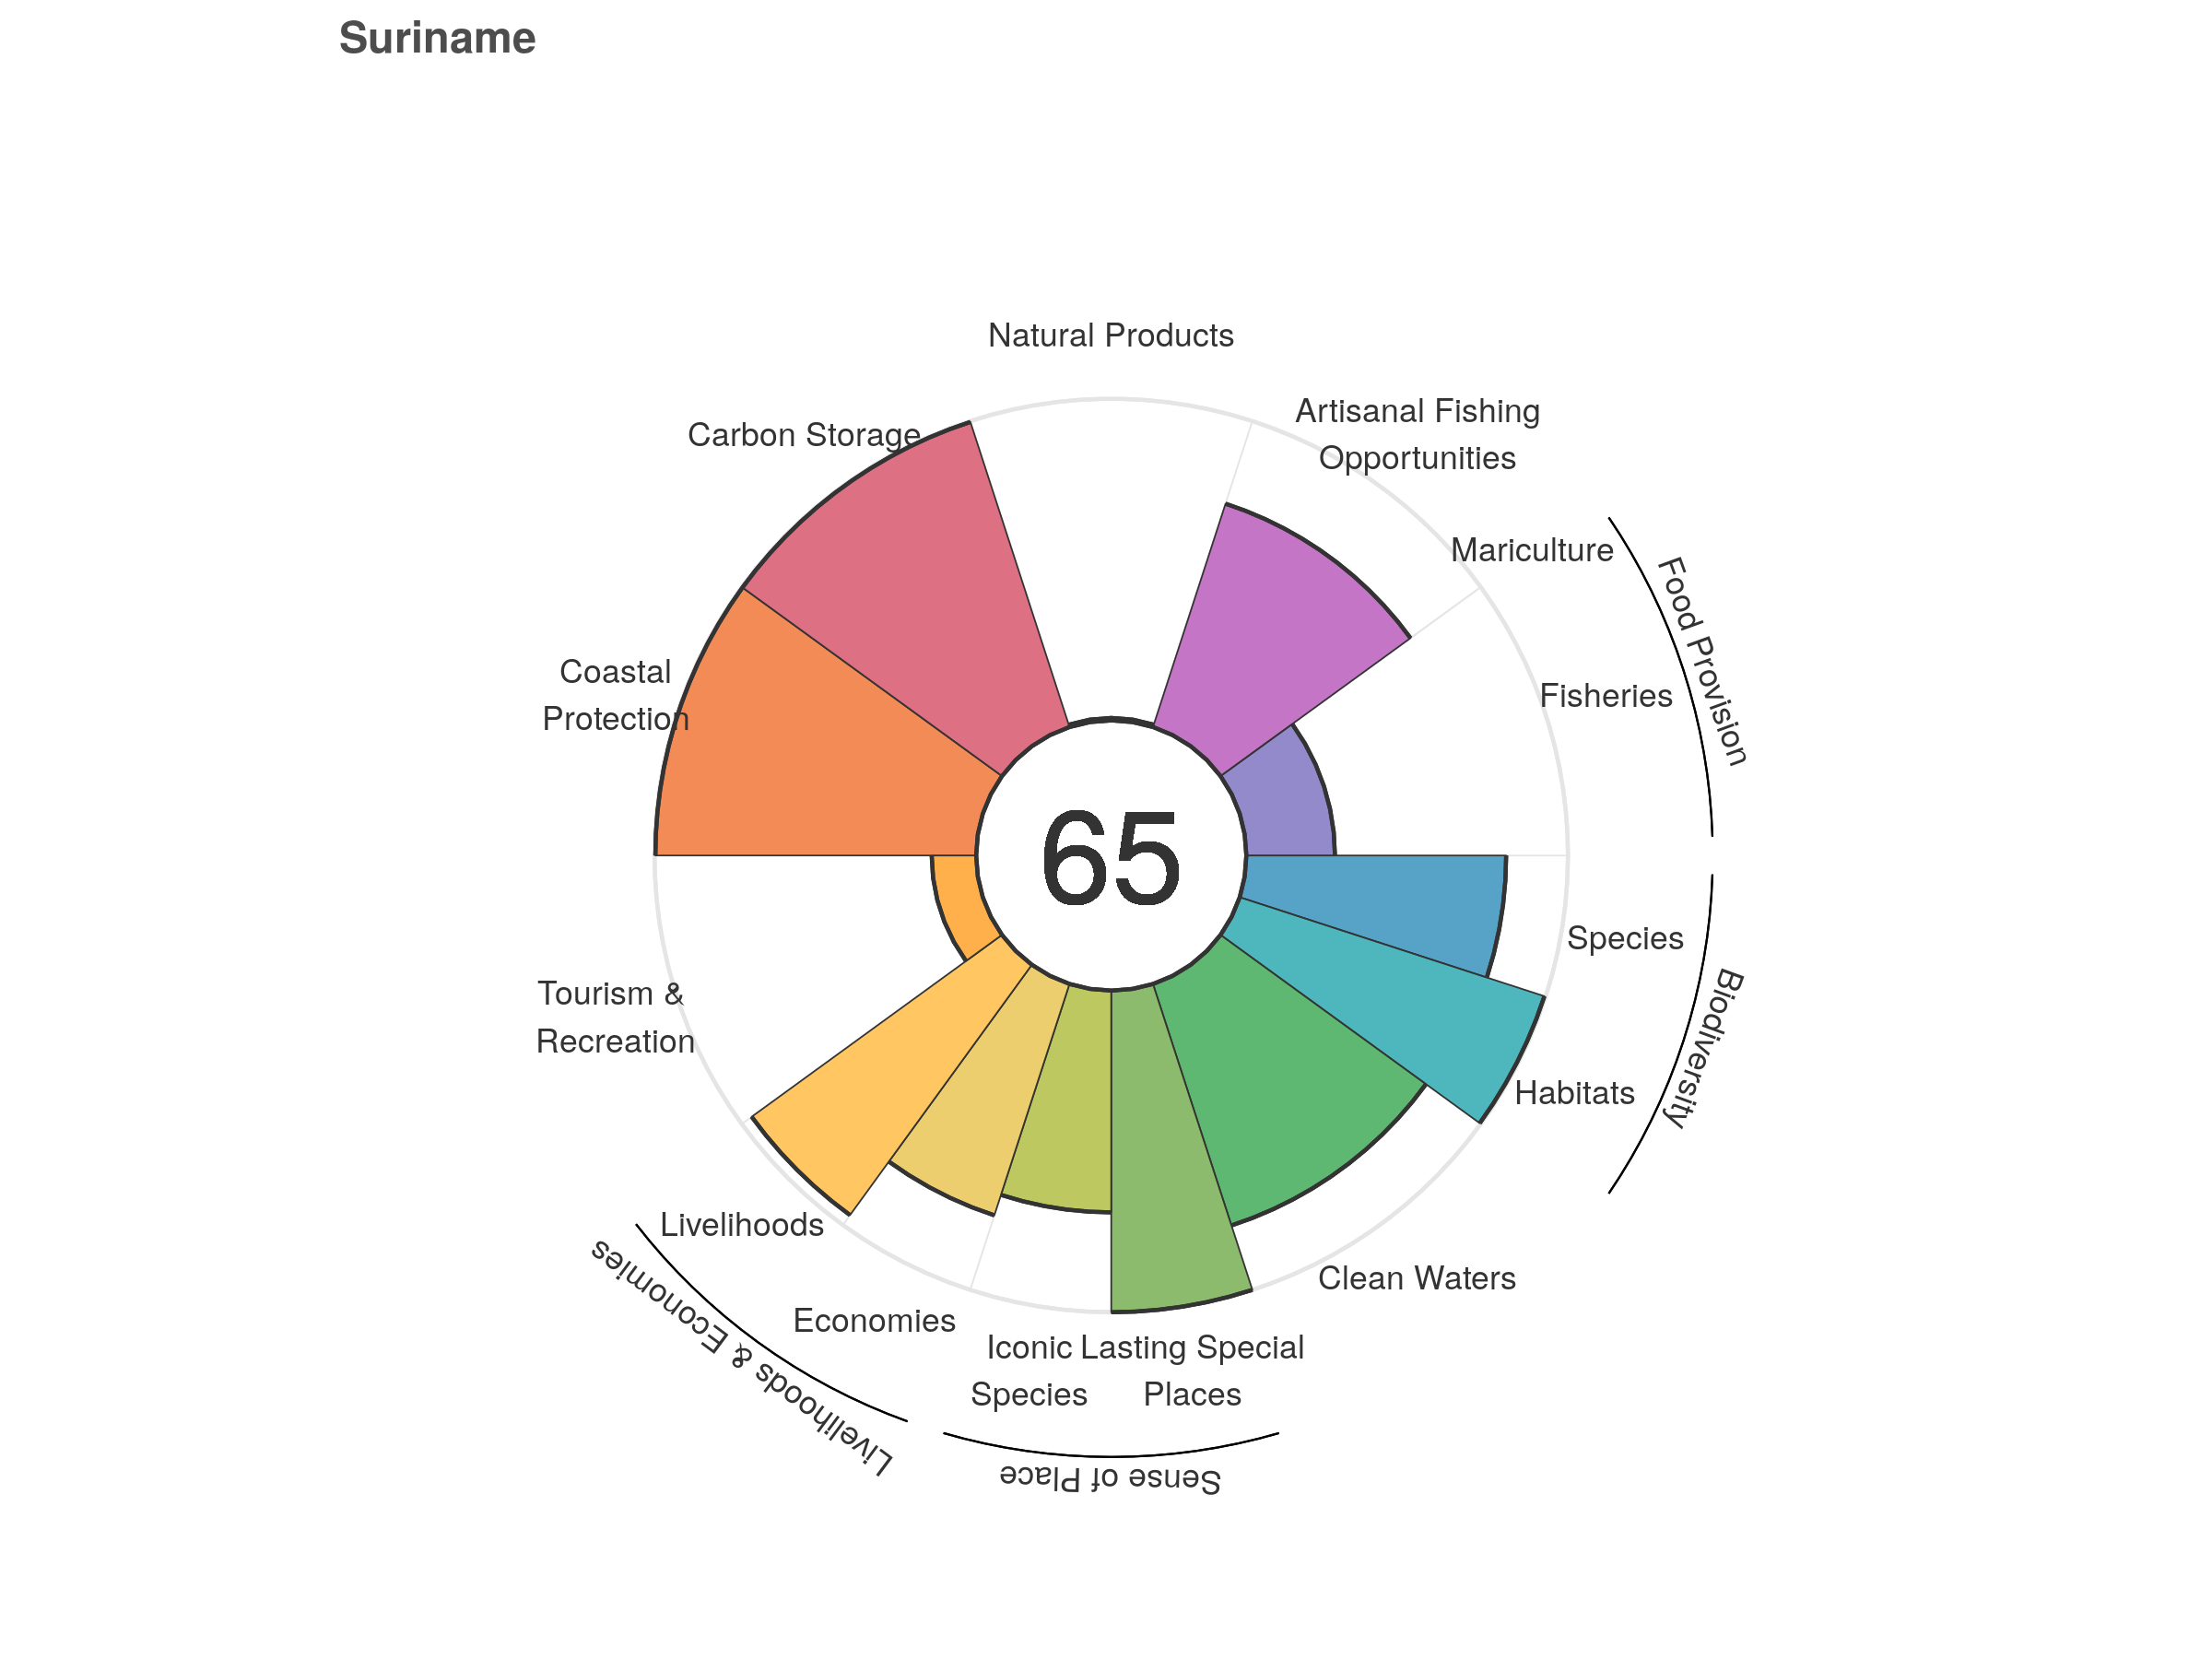 Suriname
Natural Products
Carbon Storage
Artisanal Fishing
Opportunities
Mariculture
Food Provision
Fisheries
Coastal
Protection
65
Species
Biodiversity
Tourism &
Recreation
Habitats
Livelihoods
Clean Waters
Livelihoods & Economies
Economies
Iconic
Species
Lasting Special
Places
Sense of Place